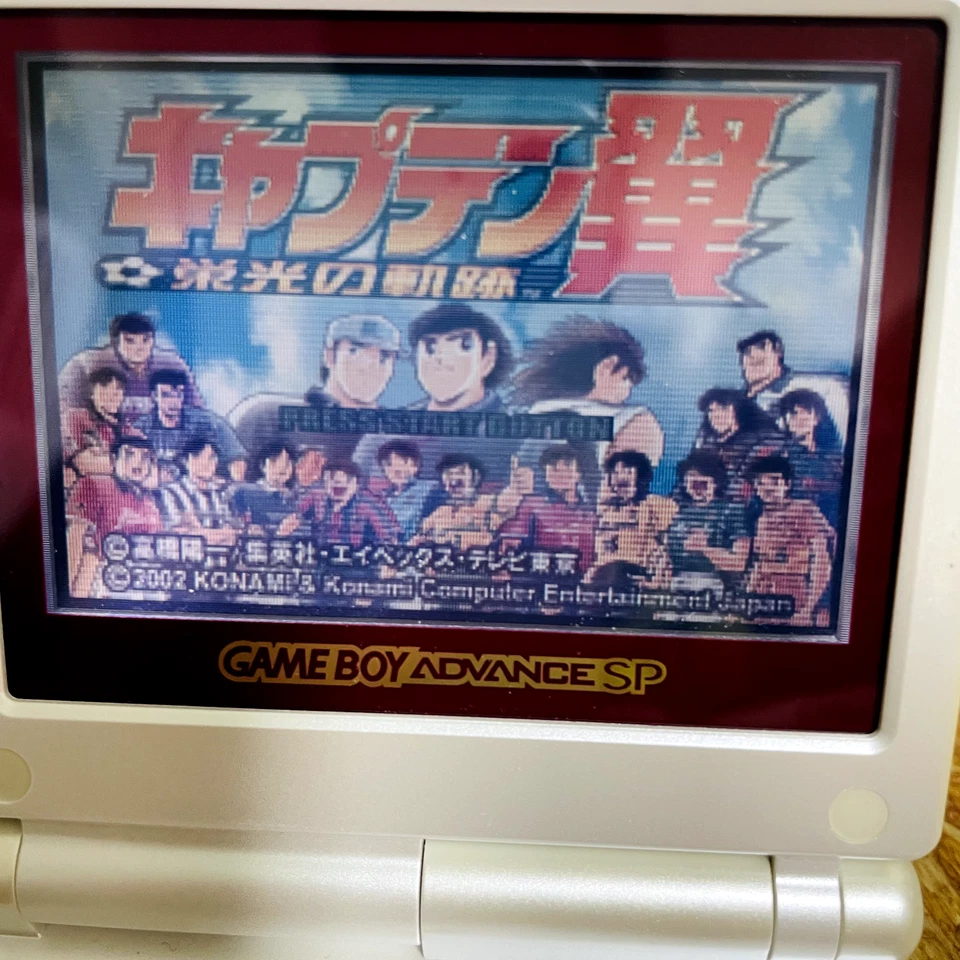 キャプテン翼
栄光の軌跡
PRESS START BUTTON
©高橋陽一/集英社・エイベックス・テレビ東京
©2002 KONAMI & Konami Computer Entertainment Japan
GAME BOY ADVANCE SP